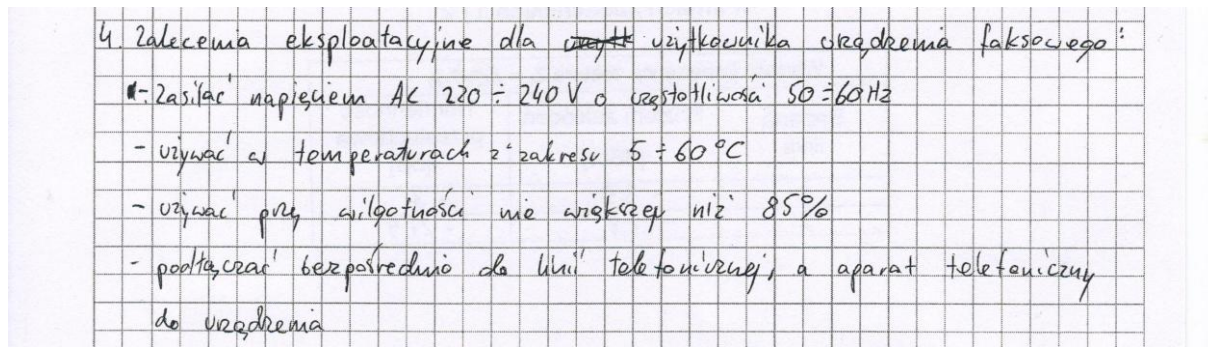 4. Zalecenia eksploatacyjne dla użytkownika urządzenia faksowego:
- Zasilać napięciem AC 220 ÷ 240 V o częstotliwości 50 ÷ 60 Hz
- używać w temperaturach z zakresu 5 ÷ 60 °C
- używać przy wilgotności nie większej niż 85%
- podłączać bezpośrednio do linii telefonicznej, a aparat telefoniczny
do urządzenia